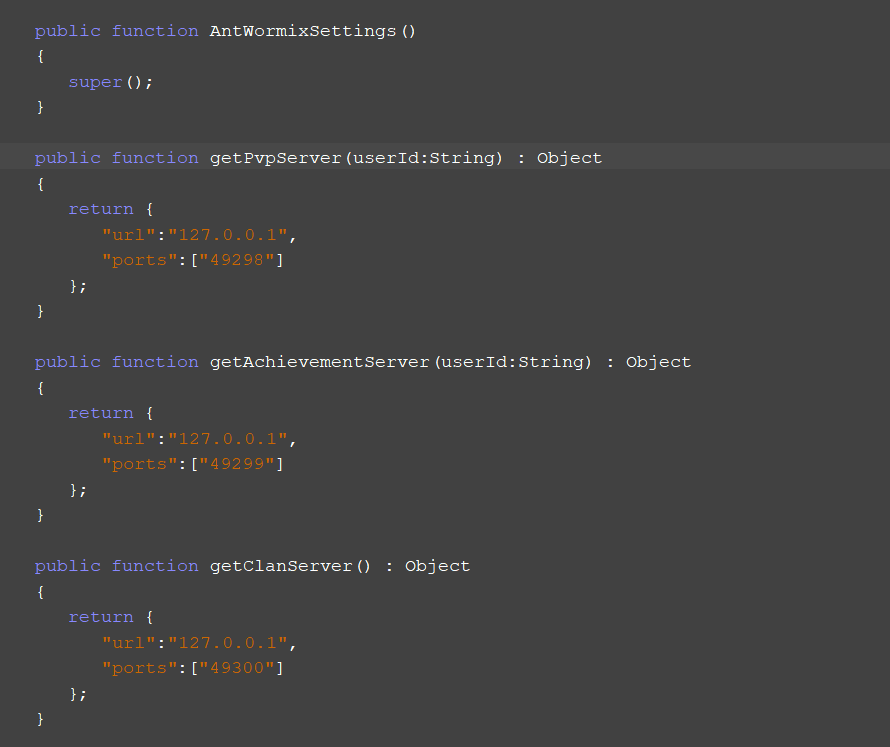 public function AntWormixSettings()
{
super();
}
public function getPvpServer(userId:String) : Object
{
return {
"url":"127.0.0.1",
"ports":["49298"]
};
}
public function getAchievementServer(userId:String) : Object
{
return {
"url":"127.0.0.1",
"ports":["49299"]
};
}
public function getClanServer() : Object
{
return {
"url":"127.0.0.1",
"ports":["49300"]
};
}